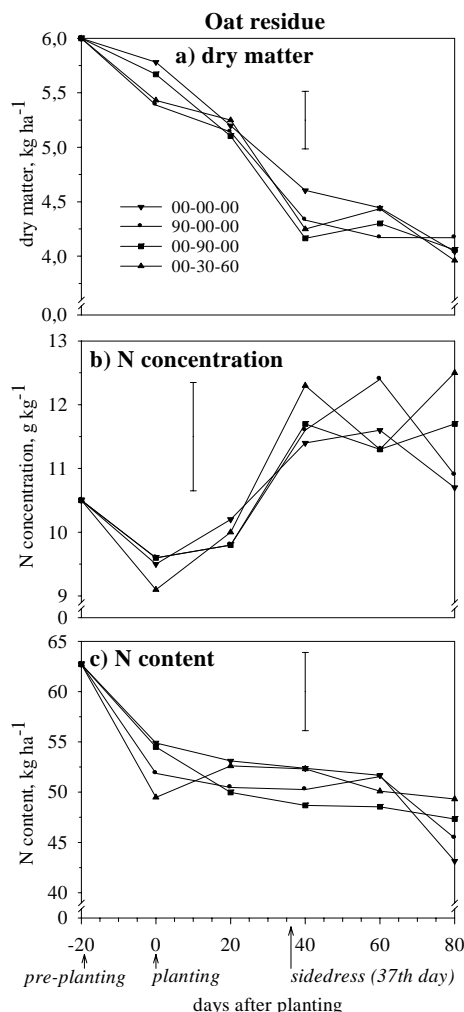 Oat residue
a) dry matter
6,0
5,5
5,0
4,5
4,0
0,0
dry matter, kg ha⁻¹
00-00-00
90-00-00
00-90-00
00-30-60
b) N concentration
13
12
11
10
9
0
N concentration, g kg⁻¹
c) N content
65
60
55
50
45
40
0
N content, kg ha⁻¹
-20 0 20 40 60 80
pre-planting planting sidedress (37th day)
days after planting